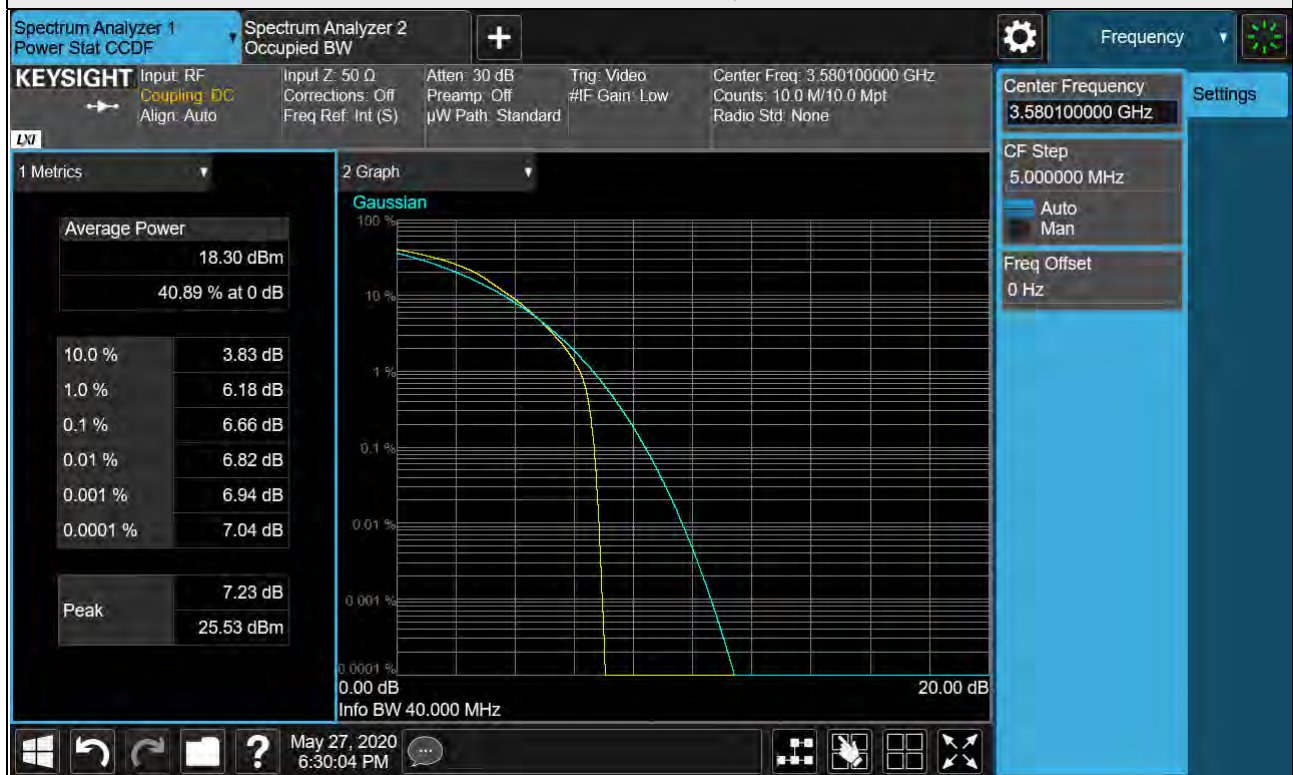 Spectrum Analyzer 1
Power Stat CCDF
Spectrum Analyzer 2
Occupied BW
Frequency
KEYSIGHT
Input: RF
Coupling: DC
Align: Auto
Input Z: 50 Ω
Corrections: Off
Freq Ref: Int (S)
Atten: 30 dB
Preamp: Off
µW Path: Standard
Trig: Video
#IF Gain: Low
Center Freq: 3.580100000 GHz
Counts: 10.0 M/10.0 Mpt
Radio Std: None
LXI
Center Frequency
3.580100000 GHz
Settings
CF Step
5.000000 MHz
Auto
Man
Freq Offset
0 Hz
1 Metrics
Average Power
18.30 dBm
40.89 % at 0 dB
10.0 % 3.83 dB
1.0 % 6.18 dB
0.1 % 6.66 dB
0.01 % 6.82 dB
0.001 % 6.94 dB
0.0001 % 7.04 dB
Peak
7.23 dB
25.53 dBm
2 Graph
Gaussian
100 %
10 %
1 %
0.1 %
0.01 %
0.001 %
0.0001 %
0.00 dB 20.00 dB
Info BW 40.000 MHz
?
May 27, 2020
6:30:04 PM